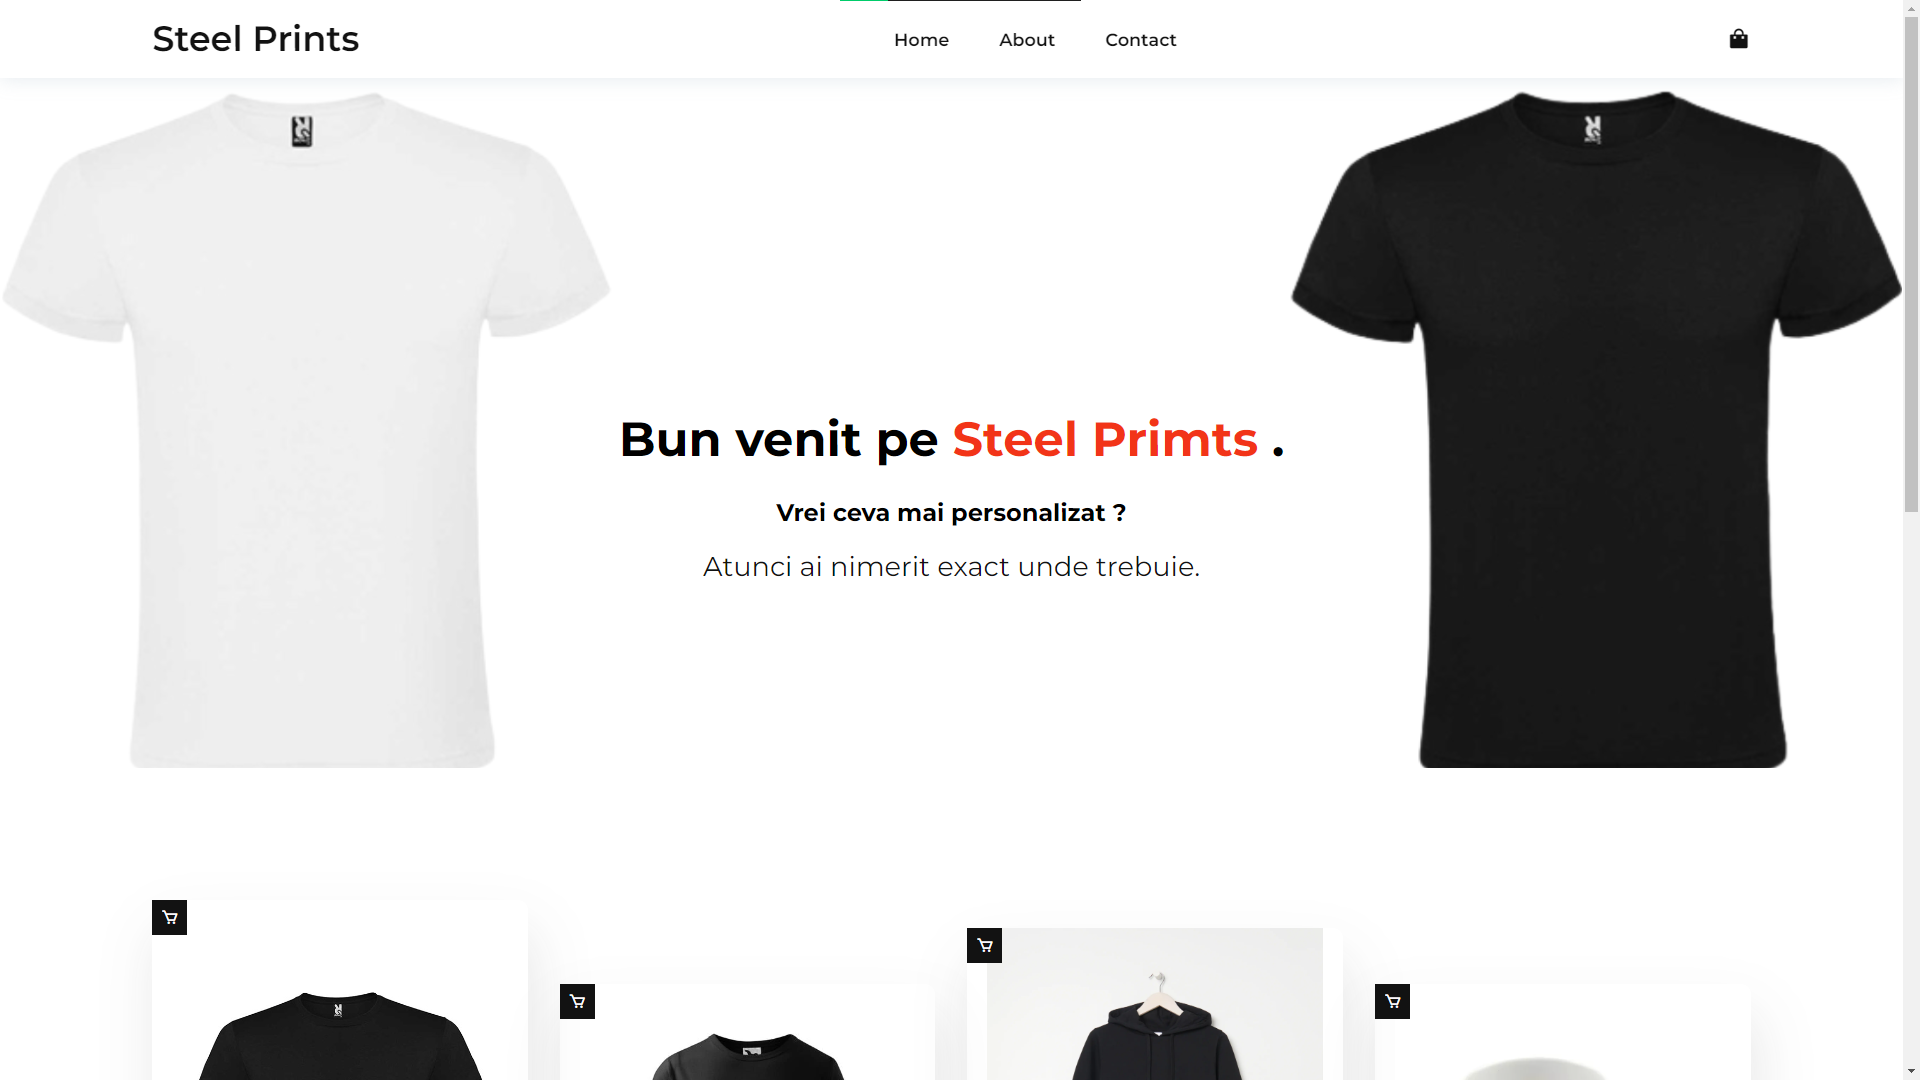 Steel Prints
Home About Contact
Bun venit pe Steel Primts .
Vrei ceva mai personalizat ?
Atunci ai nimerit exact unde trebuie.